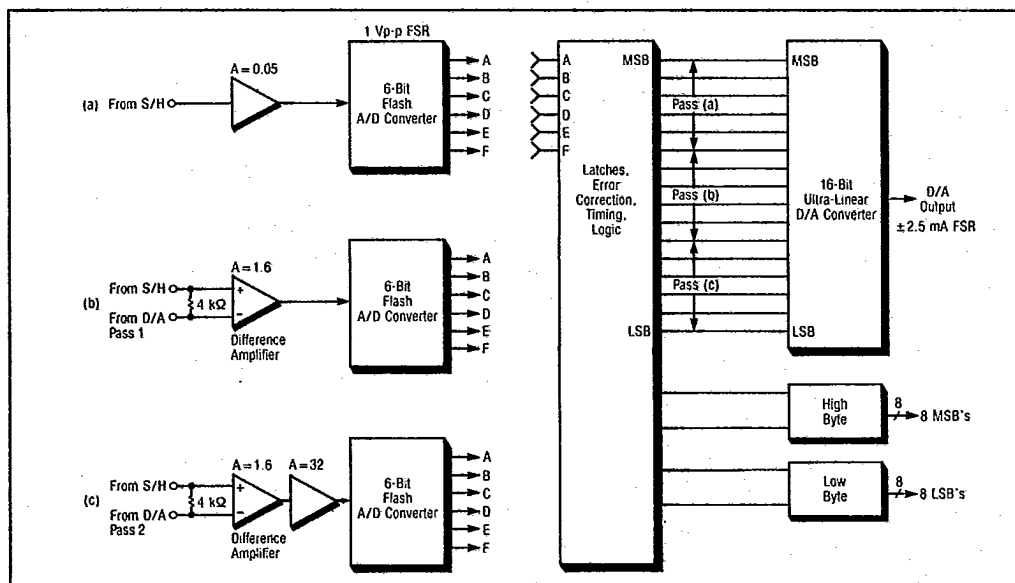 1 Vp-p FSR
A = 0.05
(a) From S/H
6-Bit
Flash
A/D Converter
A
B
C
D
E
F
(b) From S/H
4 kΩ
From D/A
Pass 1
A = 1.6
+
−
Difference
Amplifier
6-Bit
Flash
A/D Converter
A
B
C
D
E
F
(c) From S/H
4 kΩ
From D/A
Pass 2
A = 1.6
+
−
Difference
Amplifier
A = 32
6-Bit
Flash
A/D Converter
A
B
C
D
E
F
A
B
C
D
E
F
MSB
LSB
Latches,
Error
Correction,
Timing,
Logic
Pass (a)
Pass (b)
Pass (c)
MSB
LSB
16-Bit
Ultra-Linear
D/A Converter
D/A
Output
±2.5 mA FSR
High
Byte
8
8 MSB's
Low
Byte
8
8 LSB's